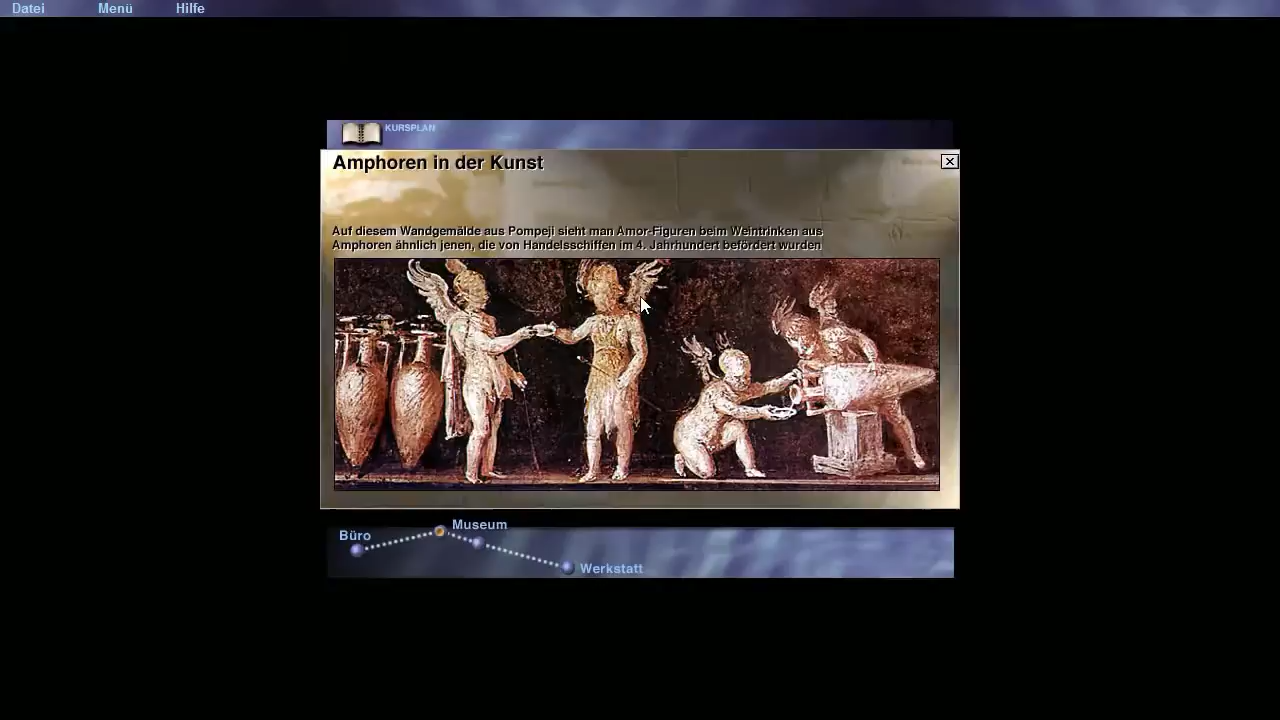 Datei Menü Hilfe
KURSPLAN
Amphoren in der Kunst
Auf diesem Wandgemälde aus Pompeji sieht man Amor-Figuren beim Weintrinken aus
Amphoren ähnlich jenen, die von Handelsschiffen im 4. Jahrhundert befördert wurden
Museum
Büro
Werkstatt